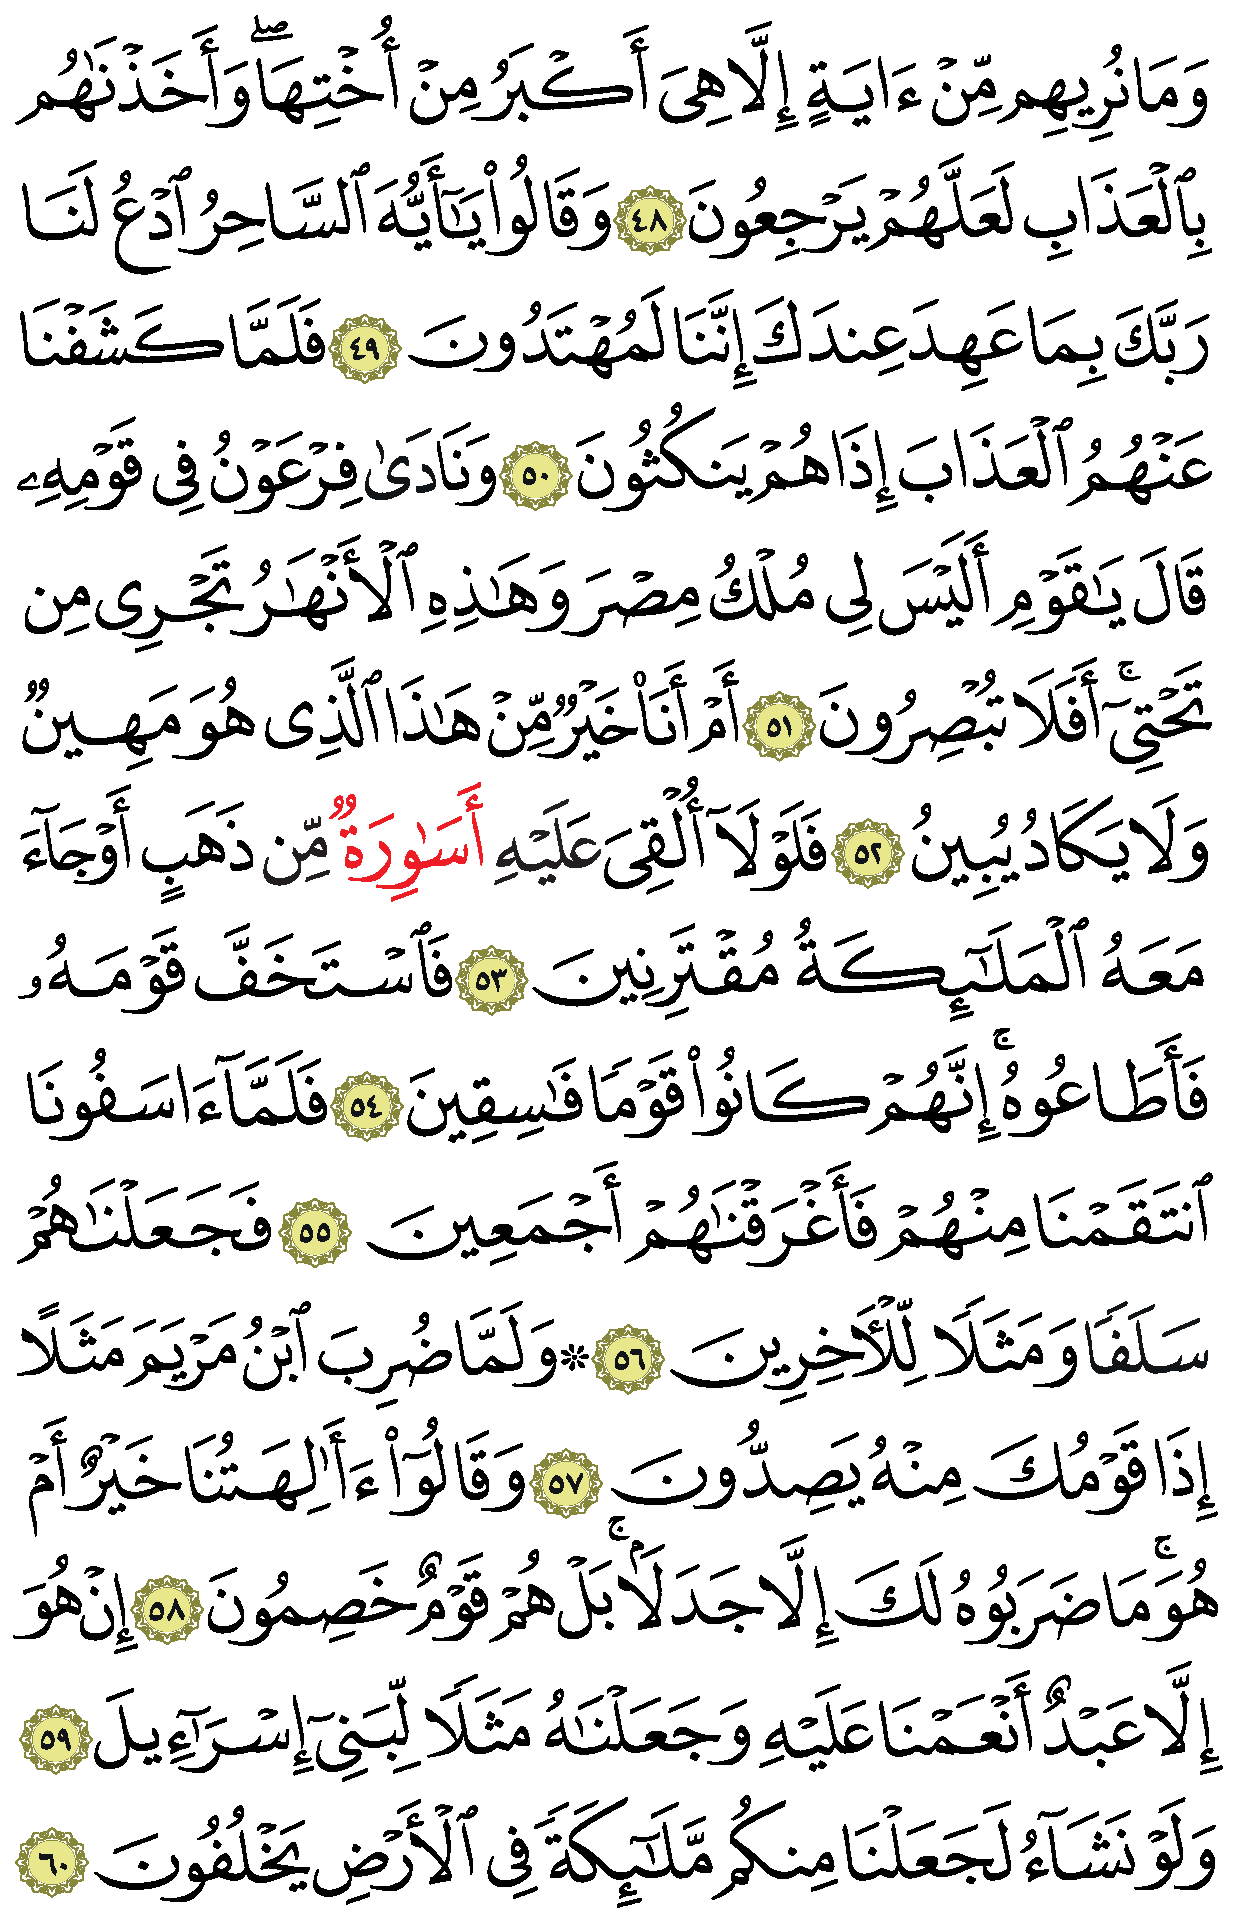 وَمَا نُرِيهِم مِّنْ ءَايَةٍ إِلَّا هِىَ أَكْبَرُ مِنْ أُخْتِهَا ۖ وَأَخَذْنَٰهُم
بِٱلْعَذَابِ لَعَلَّهُمْ يَرْجِعُونَ ٤٨ وَقَالُوا۟ يَٰٓأَيُّهَ ٱلسَّاحِرُ ٱدْعُ لَنَا
رَبَّكَ بِمَا عَهِدَ عِندَكَ إِنَّنَا لَمُهْتَدُونَ ٤٩ فَلَمَّا كَشَفْنَا
عَنْهُمُ ٱلْعَذَابَ إِذَا هُمْ يَنكُثُونَ ٥٠ وَنَادَىٰ فِرْعَوْنُ فِى قَوْمِهِۦ
قَالَ يَٰقَوْمِ أَلَيْسَ لِى مُلْكُ مِصْرَ وَهَٰذِهِ ٱلْأَنْهَٰرُ تَجْرِى مِن
تَحْتِىٓ ۚ أَفَلَا تُبْصِرُونَ ٥١ أَمْ أَنَا۠ خَيْرٌ مِّنْ هَٰذَا ٱلَّذِى هُوَ مَهِينٌ
وَلَا يَكَادُ يُبِينُ ٥٢ فَلَوْلَآ أُلْقِىَ عَلَيْهِ أَسَٰوِرَةٌ مِّن ذَهَبٍ أَوْ جَآءَ
مَعَهُ ٱلْمَلَٰٓئِكَةُ مُقْتَرِنِينَ ٥٣ فَٱسْتَخَفَّ قَوْمَهُۥ
فَأَطَاعُوهُ ۚ إِنَّهُمْ كَانُوا۟ قَوْمًا فَٰسِقِينَ ٥٤ فَلَمَّآ ءَاسَفُونَا
ٱنتَقَمْنَا مِنْهُمْ فَأَغْرَقْنَٰهُمْ أَجْمَعِينَ ٥٥ فَجَعَلْنَٰهُمْ
سَلَفًا وَمَثَلًا لِّلْـَٔاخِرِينَ ٥٦ ۞ وَلَمَّا ضُرِبَ ٱبْنُ مَرْيَمَ مَثَلًا
إِذَا قَوْمُكَ مِنْهُ يَصِدُّونَ ٥٧ وَقَالُوٓا۟ ءَأَٰلِهَتُنَا خَيْرٌ أَمْ
هُوَ ۚ مَا ضَرَبُوهُ لَكَ إِلَّا جَدَلًۢا ۚ بَلْ هُمْ قَوْمٌ خَصِمُونَ ٥٨ إِنْ هُوَ
إِلَّا عَبْدٌ أَنْعَمْنَا عَلَيْهِ وَجَعَلْنَٰهُ مَثَلًا لِّبَنِىٓ إِسْرَٰٓءِيلَ ٥٩
وَلَوْ نَشَآءُ لَجَعَلْنَا مِنكُم مَّلَٰٓئِكَةً فِى ٱلْأَرْضِ يَخْلُفُونَ ٦٠